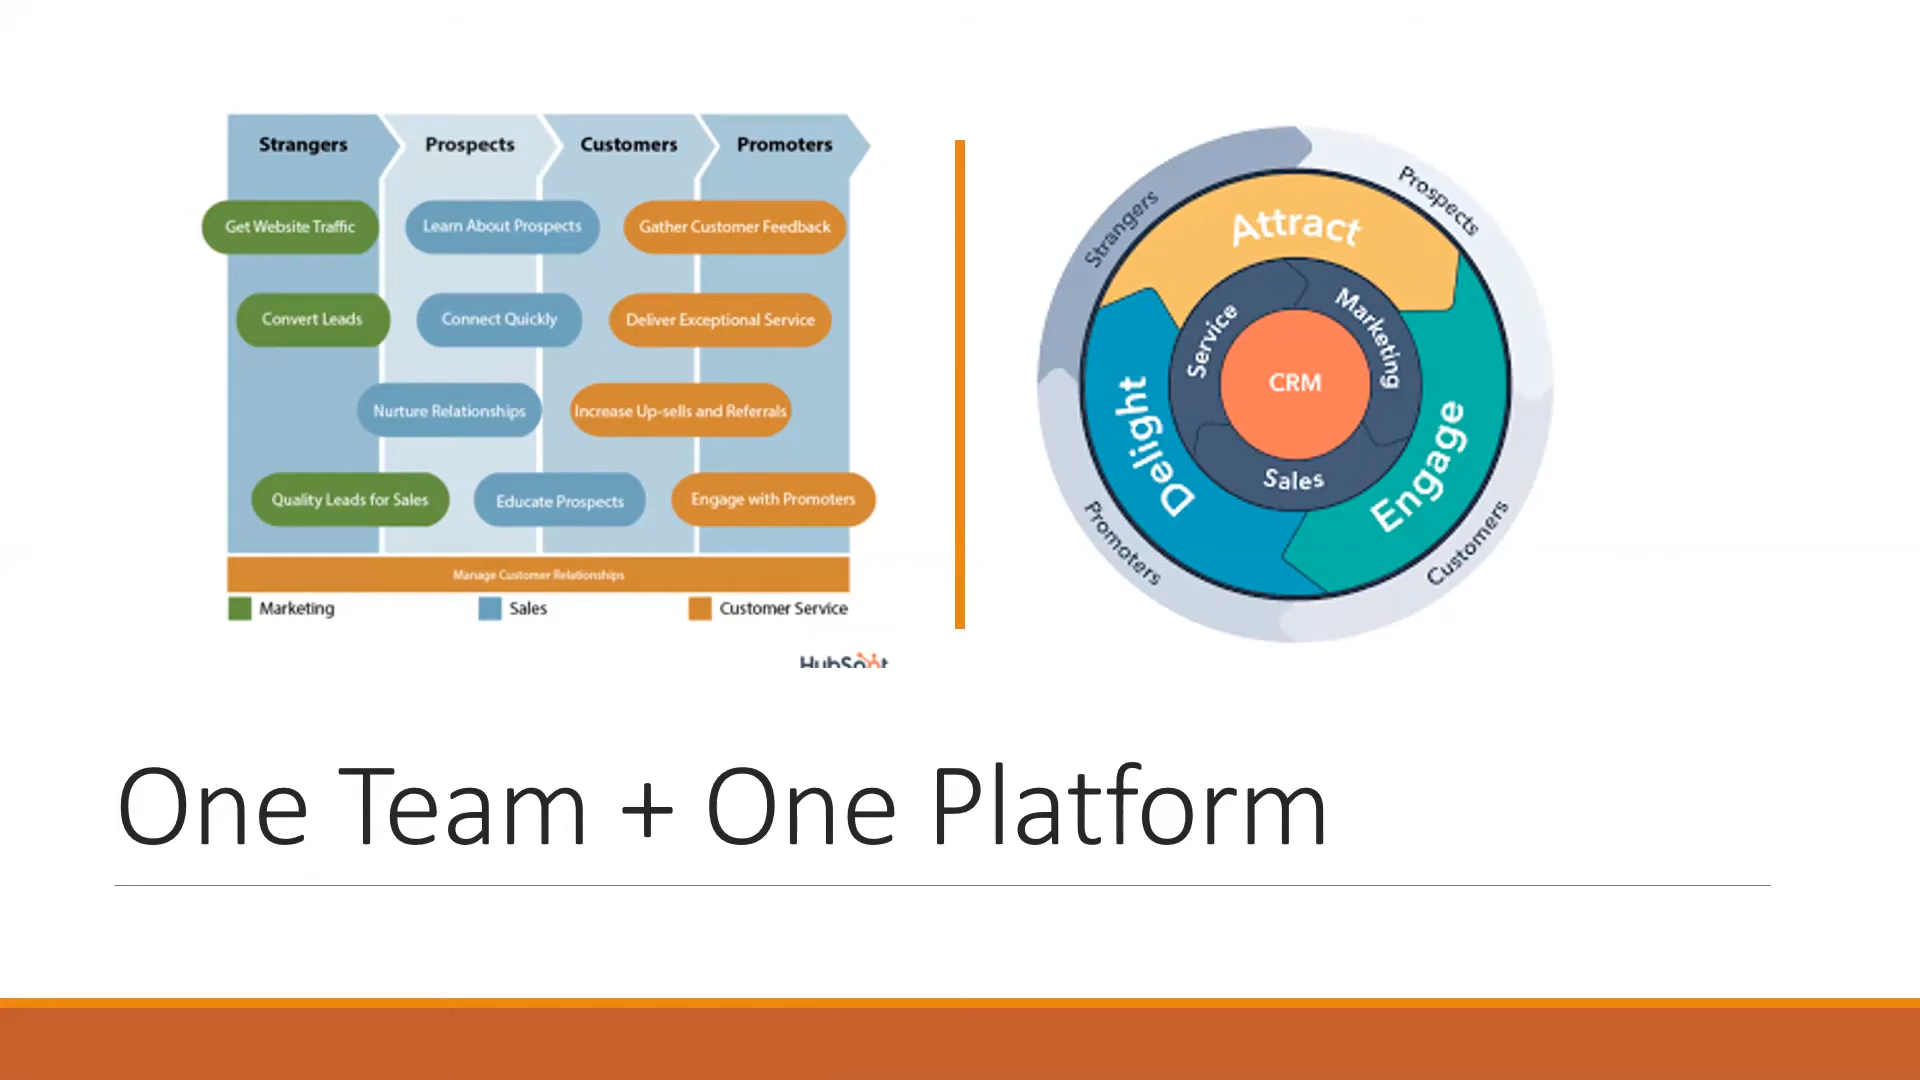 Strangers
Prospects
Customers
Promoters
Get Website Traffic
Learn About Prospects
Gather Customer Feedback
Convert Leads
Connect Quickly
Deliver Exceptional Service
Nurture Relationships
Increase Up-sells and Referrals
Quality Leads for Sales
Educate Prospects
Engage with Promoters
Manage Customer Relationships
Marketing
Sales
Customer Service
HubSpot
Strangers
Prospects
Customers
Promoters
Attract
Engage
Delight
Service
Marketing
Sales
CRM
One Team + One Platform